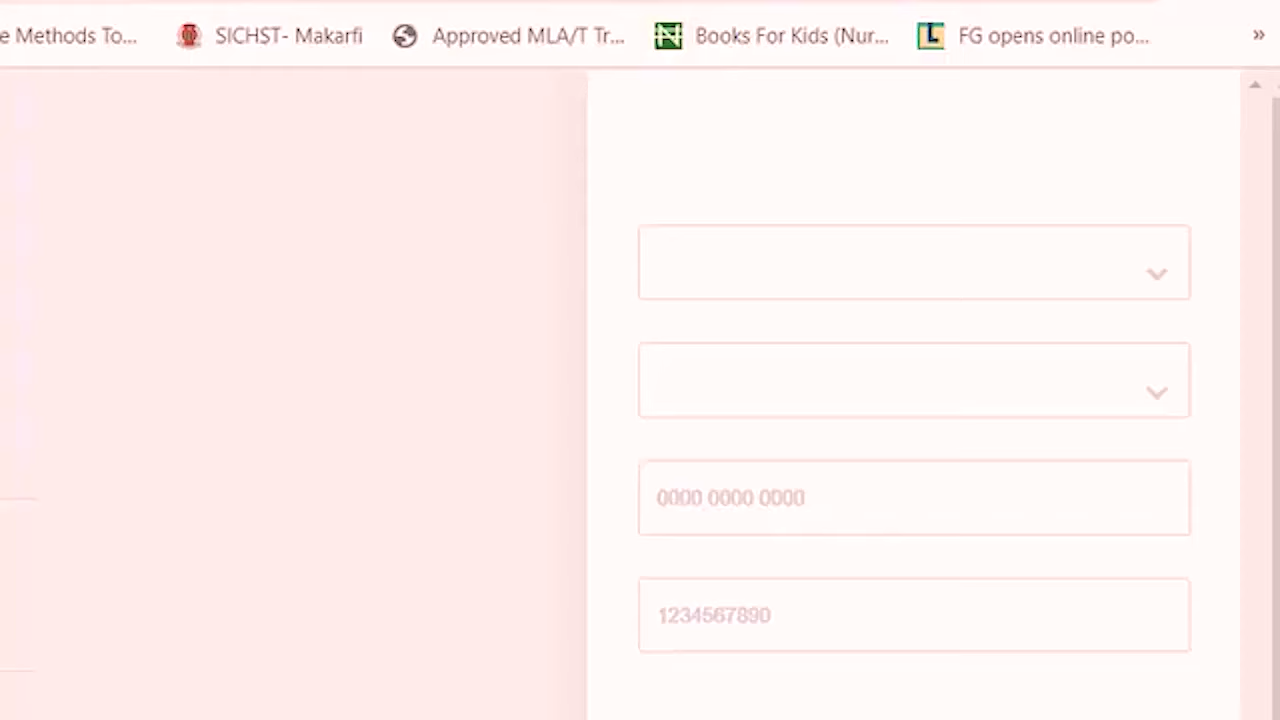 e Methods To... SICHST- Makarfi Approved MLA/T Tr... Books For Kids (Nur... FG opens online po... »
0000 0000 0000
1234567890